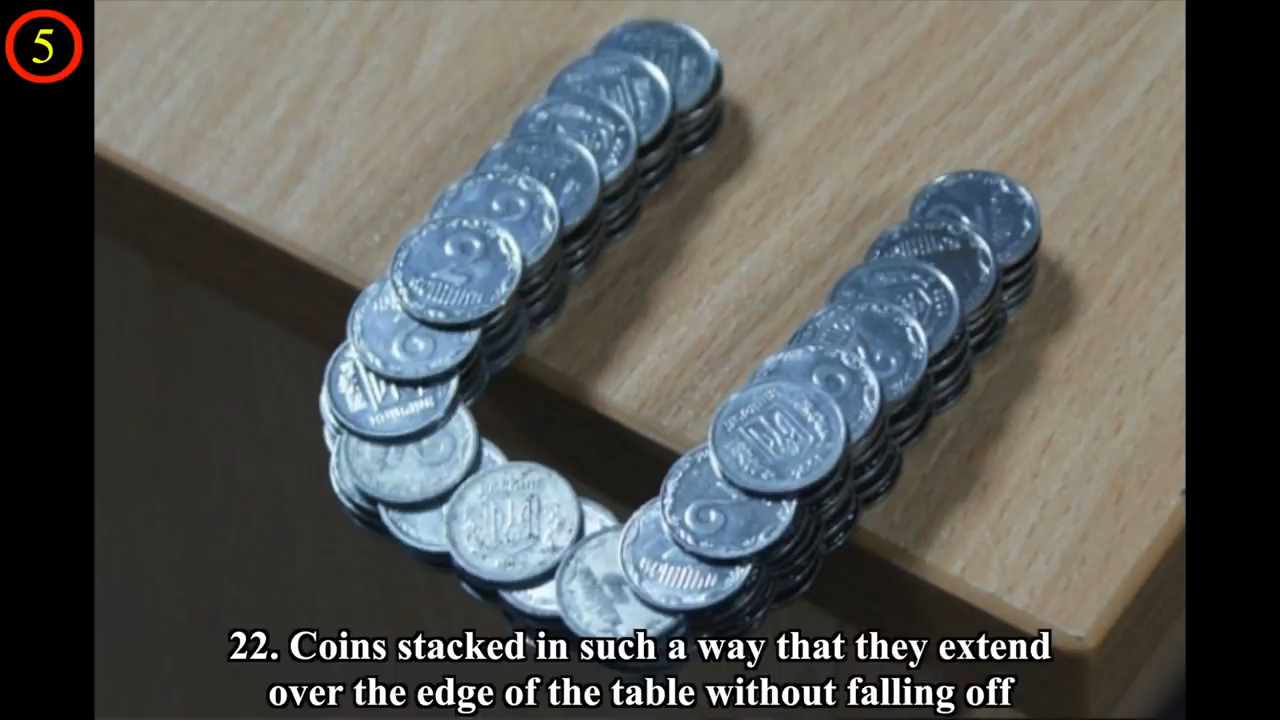 5
22. Coins stacked in such a way that they extend
over the edge of the table without falling off